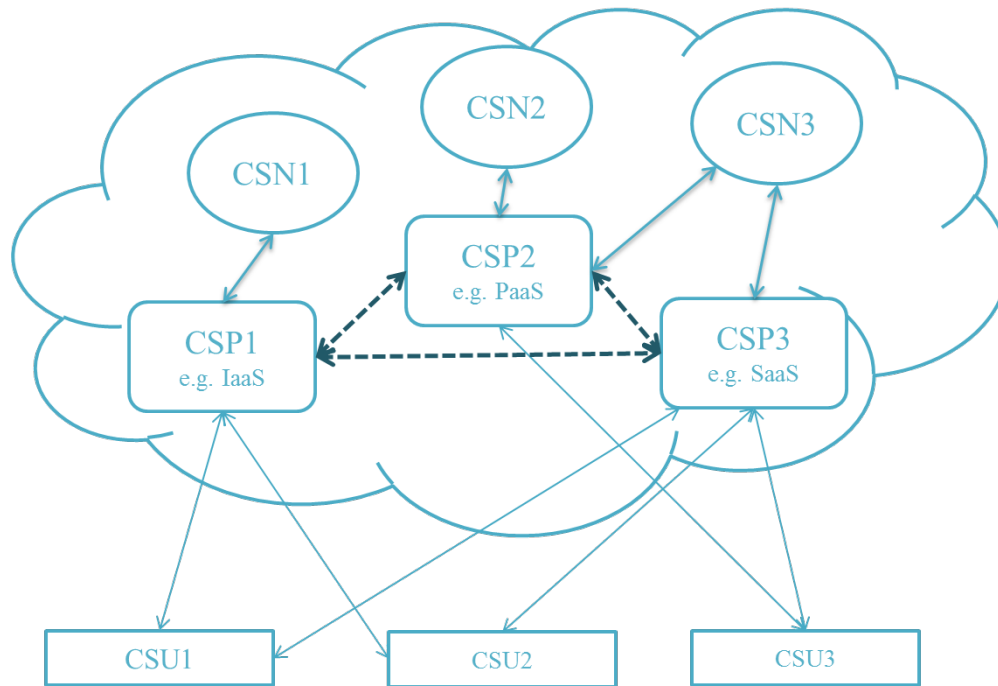 CSN1
CSN2
CSN3
CSP1
e.g. IaaS
CSP2
e.g. PaaS
CSP3
e.g. SaaS
CSU1
CSU2
CSU3